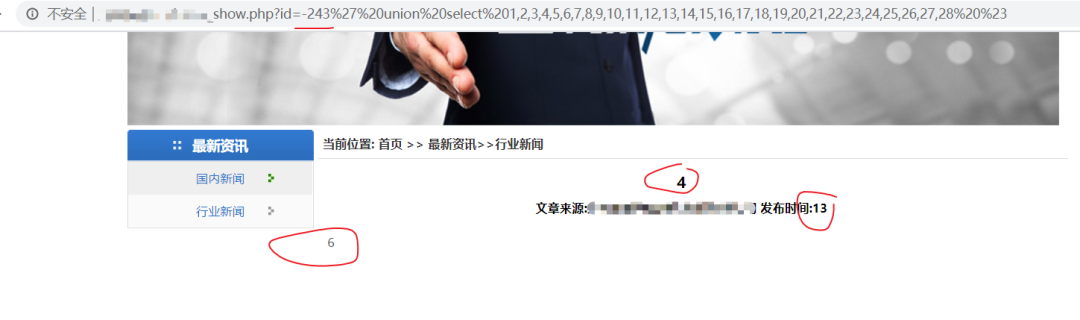 不安全 | _show.php?id=-243%27%20union%20select%201,2,3,4,5,6,7,8,9,10,11,12,13,14,15,16,17,18,19,20,21,22,23,24,25,26,27,28%20%23
最新资讯
当前位置: 首页 >> 最新资讯>>行业新闻
国内新闻
4
文章来源: 发布时间:13
行业新闻
6